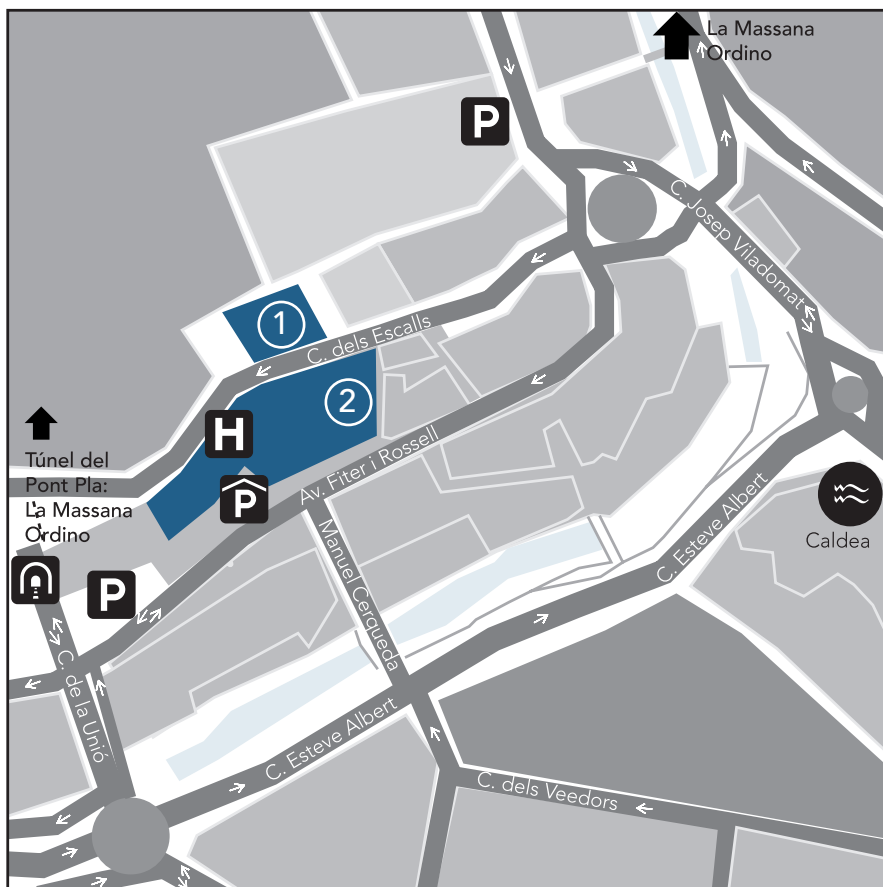 La Massana
Ordino
P
C. Josep Viladomat
1
C. dels Escalls
2
H
Túnel del
Pont Pla:
La Massana
Ordino
P
Av. Fiter i Rossell
Caldea
C. Esteve Albert
P
Manuel Cerqueda
C. de la Unió
C. Esteve Albert
C. dels Veedors